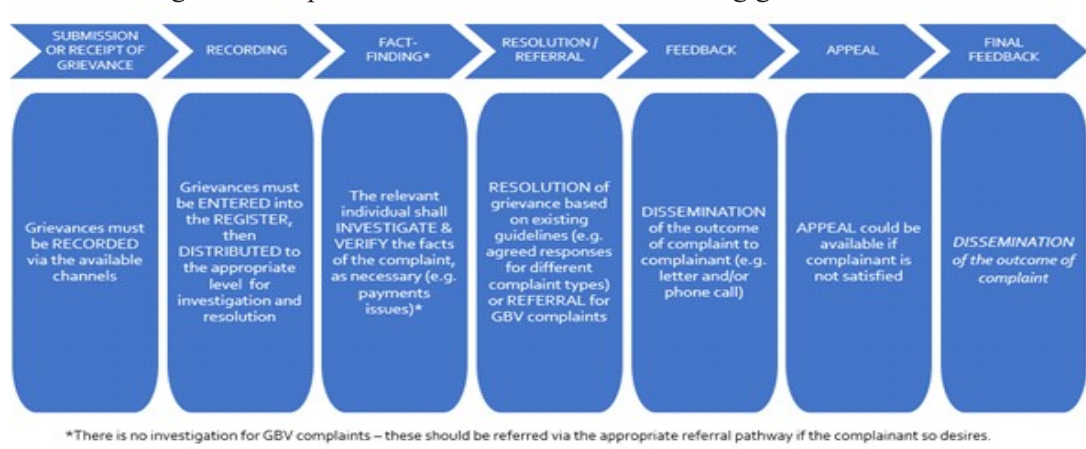 SUBMISSION
OR RECEIPT OF
GRIEVANCE
RECORDING
FACT-
FINDING*
RESOLUTION /
REFERRAL
FEEDBACK
APPEAL
FINAL
FEEDBACK
Grievances must
be RECORDED
via the available
channels
Grievances must
be ENTERED into
the REGISTER,
then
DISTRIBUTED to
the appropriate
level for
investigation and
resolution
The relevant
individual shall
INVESTIGATE &
VERIFY the facts
of the complaint,
as necessary (e.g.
payments
issues)*
RESOLUTION of
grievance based
on existing
guidelines (e.g.
agreed responses
for different
complaint types)
or REFERRAL for
GBV complaints
DISSEMINATION
of the outcome
of complaint to
complainant (e.g.
letter and/or
phone call)
APPEAL could be
available if
complainant is
not satisfied
DISSEMINATION
of the outcome of
complaint
*There is no investigation for GBV complaints – these should be referred via the appropriate referral pathway if the complainant so desires.